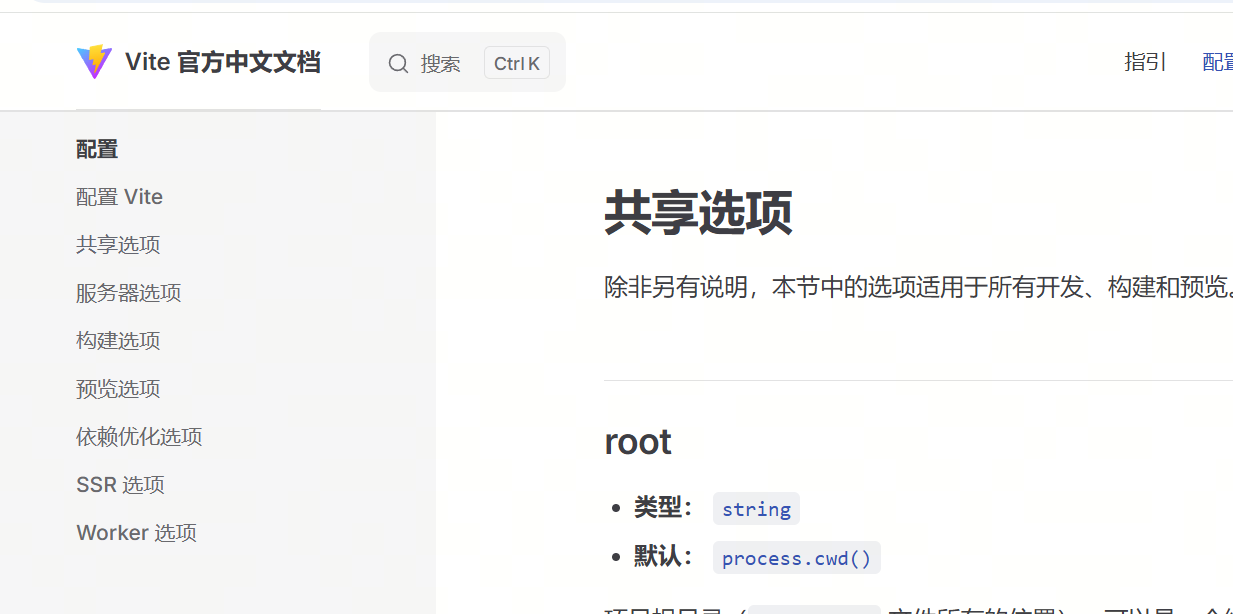 Vite 官方中文文档
搜索
Ctrl K
指引
配置
配置
配置 Vite
共享选项
服务器选项
构建选项
预览选项
依赖优化选项
SSR 选项
Worker 选项
共享选项
除非另有说明，本节中的选项适用于所有开发、构建和预览。
root
类型： string
默认： process.cwd()